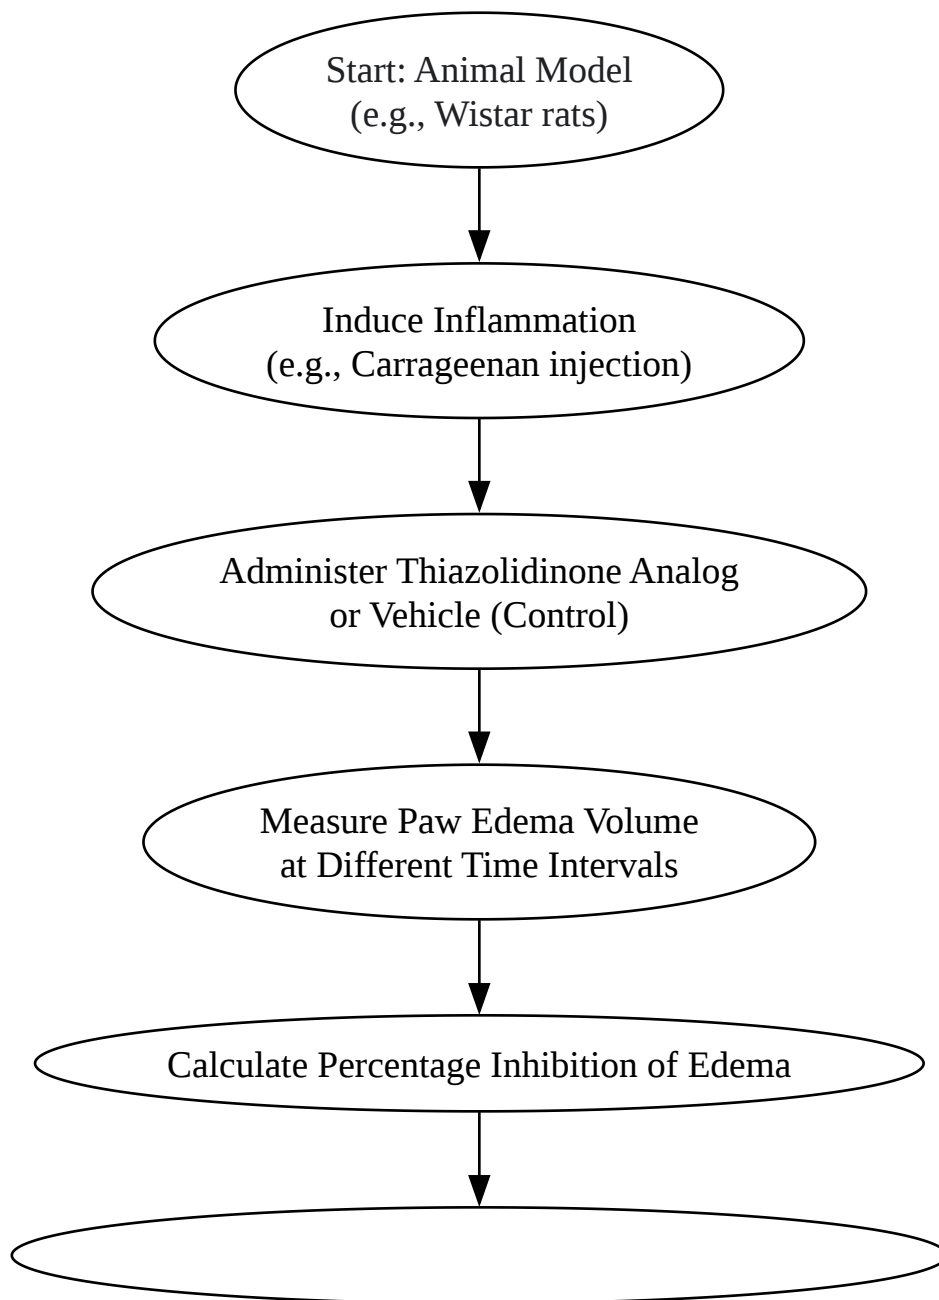 Start: Animal Model
(e.g., Wistar rats)
Induce Inflammation
(e.g., Carrageenan injection)
Administer Thiazolidinone Analog
or Vehicle (Control)
Measure Paw Edema Volume
at Different Time Intervals
Calculate Percentage Inhibition of Edema